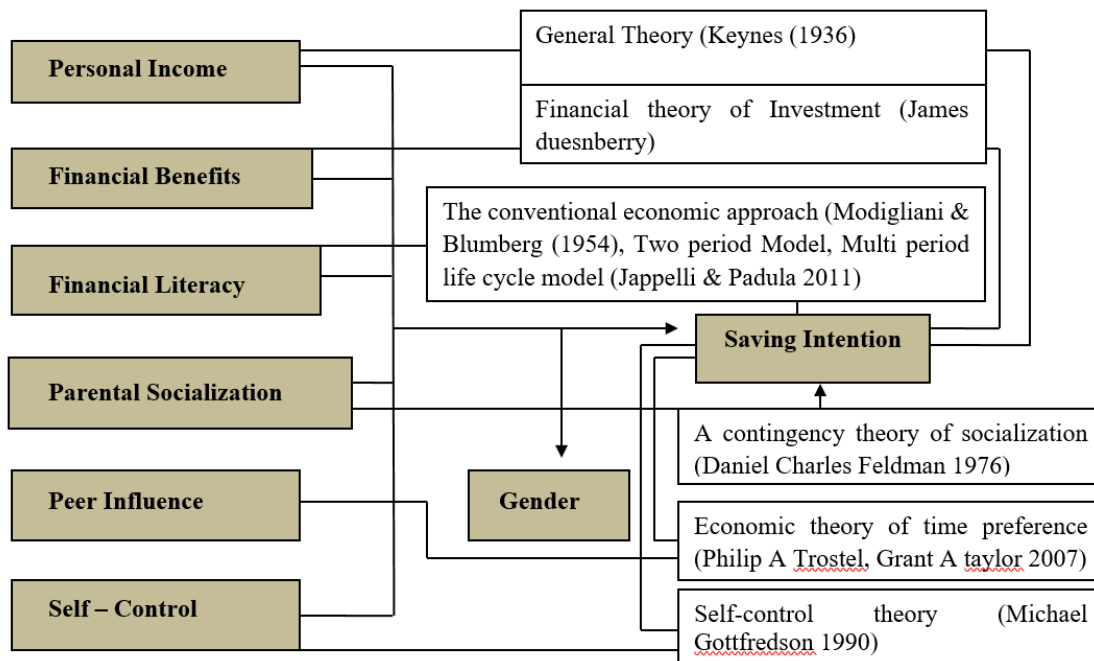 Personal Income
General Theory (Keynes (1936)
Financial theory of Investment (James
duesnberry)
Financial Benefits
The conventional economic approach (Modigliani &
Blumberg (1954), Two period Model, Multi period
life cycle model (Jappelli & Padula 2011)
Financial Literacy
Saving Intention
Parental Socialization
A contingency theory of socialization
(Daniel Charles Feldman 1976)
Peer Influence
Gender
Economic theory of time preference
(Philip A Trostel, Grant A taylor 2007)
Self – Control
Self-control theory (Michael
Gottfredson 1990)